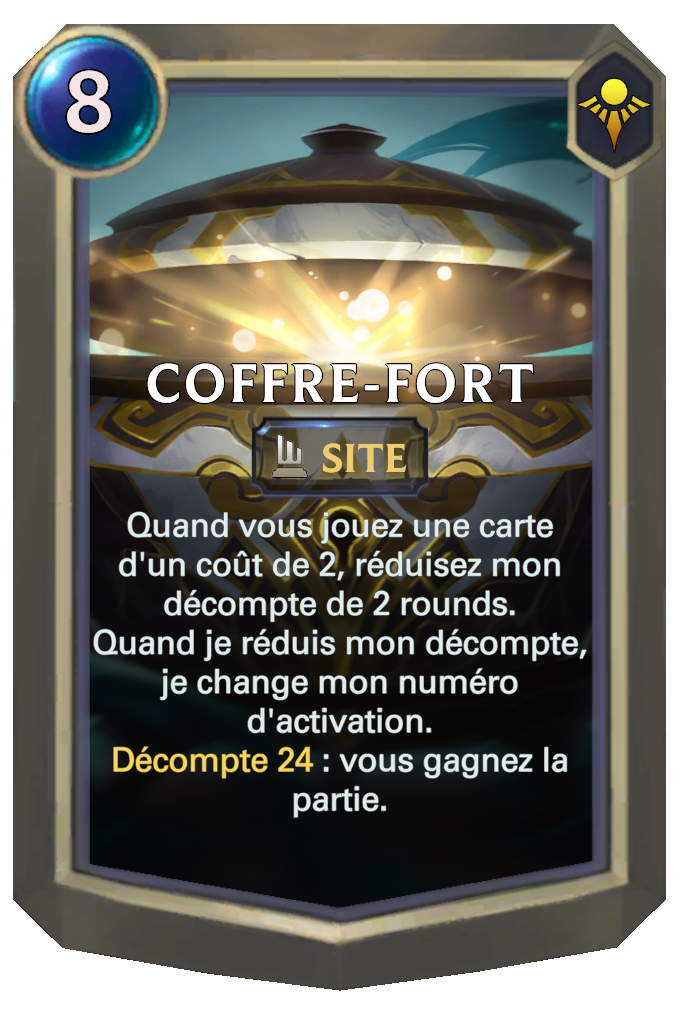 8
COFFRE-FORT
SITE
Quand vous jouez une carte
d'un coût de 2, réduisez mon
décompte de 2 rounds.
Quand je réduis mon décompte,
je change mon numéro
d'activation.
Décompte 24 : vous gagnez la
partie.